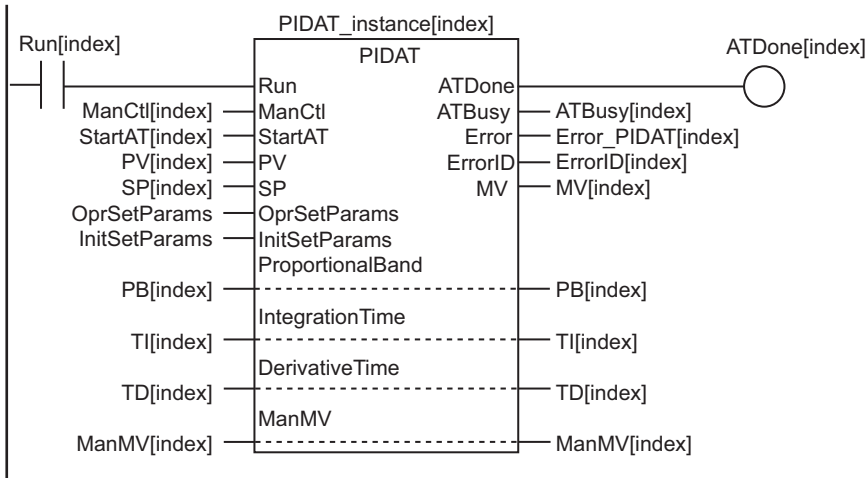 PIDAT_instance[index]
Run[index]
PIDAT
ATDone[index]
Run ATDone
ManCtl[index] ManCtl ATBusy ATBusy[index]
StartAT[index] StartAT Error Error_PIDAT[index]
PV[index] PV ErrorID ErrorID[index]
SP[index] SP MV MV[index]
OprSetParams OprSetParams
InitSetParams InitSetParams
ProportionalBand
PB[index] PB[index]
IntegrationTime
TI[index] TI[index]
DerivativeTime
TD[index] TD[index]
ManMV
ManMV[index] ManMV[index]